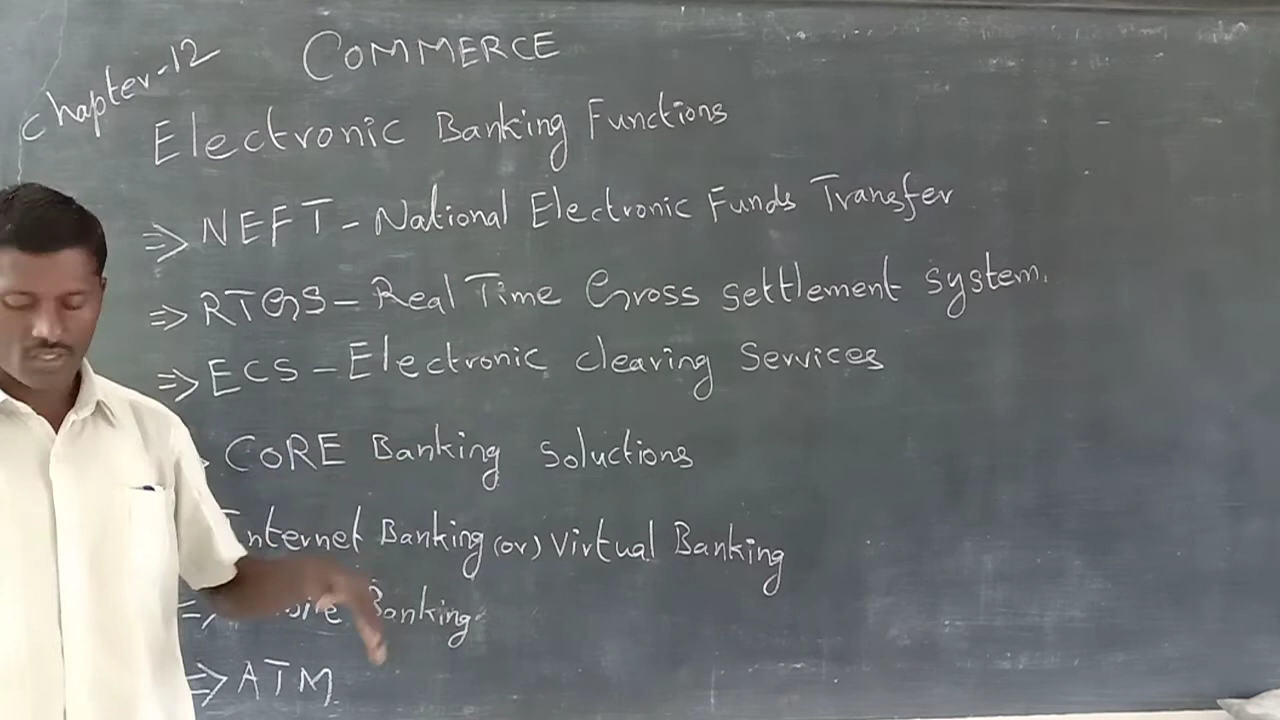 Chapter-12
COMMERCE
Electronic Banking Functions
⇒ NEFT - National Electronic Funds Transfer
⇒ RTGS - Real Time Gross settlement system.
⇒ ECS - Electronic clearing Services
CORE Banking Soluctions
Internet Banking (or) Virtual Banking
⇒ Banking.
⇒ ATM